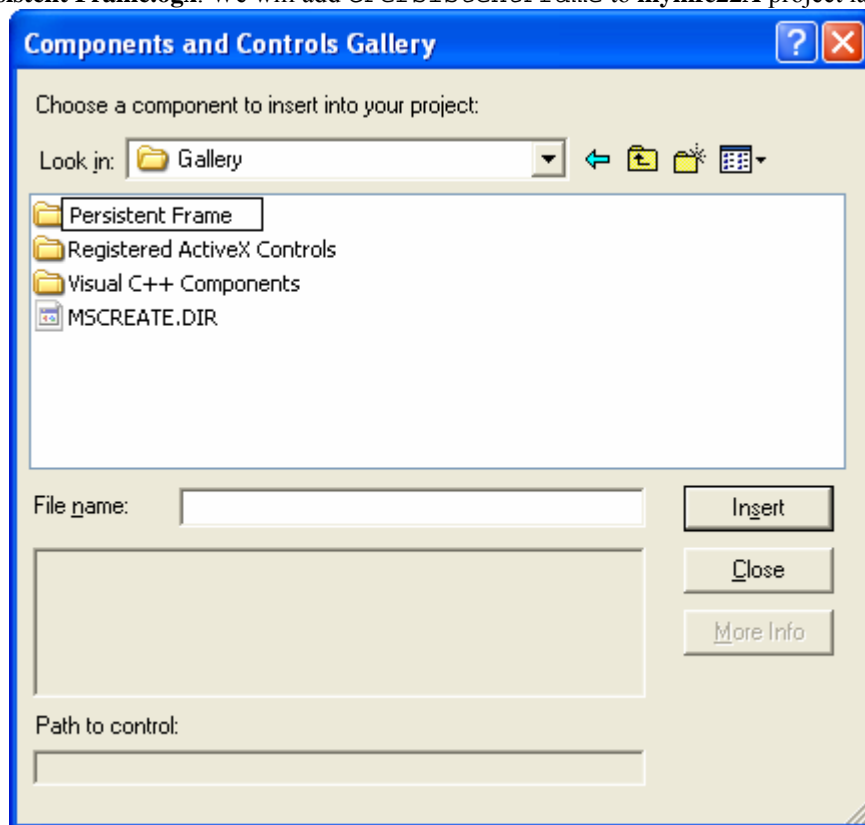 Components and Controls Gallery
Choose a component to insert into your project:
Look in: Gallery
Persistent Frame
Registered ActiveX Controls
Visual C++ Components
MSCREATE.DIR
File name:
Insert
Close
More Info
Path to control: